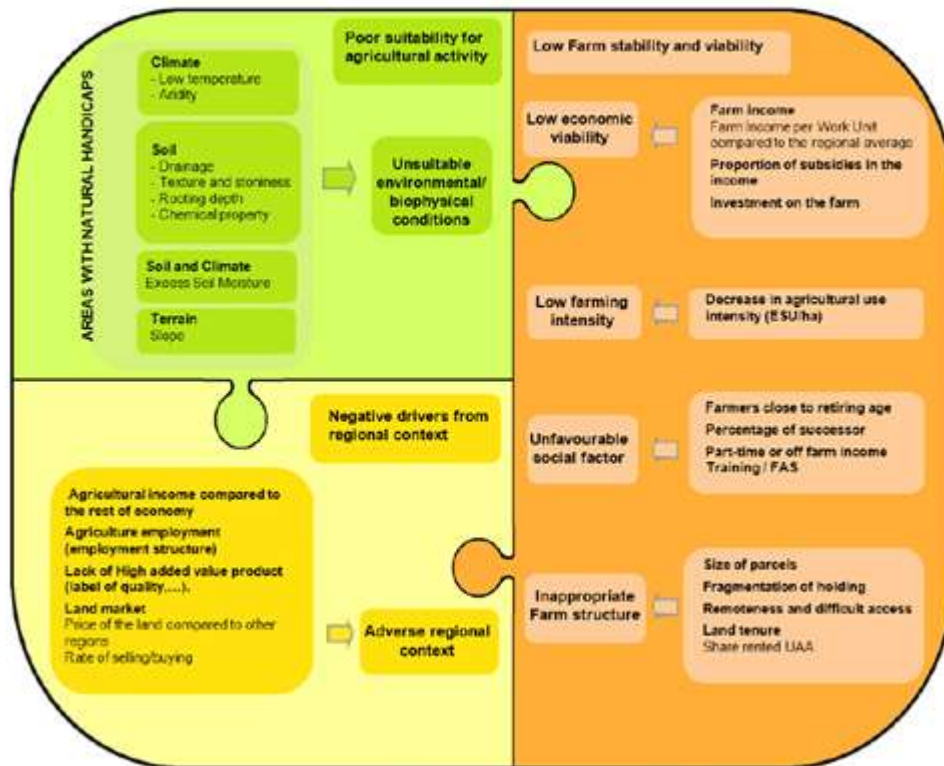 AREAS WITH NATURAL HANDICAPS
Poor suitability for
agricultural activity
Climate
- Low temperature
- Aridity
Soil
- Drainage
- Texture and stoniness
- Rooting depth
- Chemical property
Soil and Climate
Excess Soil Moisture
Terrain
Slope
Unsuitable
environmental/
biophysical
conditions
Low Farm stability and viability
Low economic
viability
Farm income
Farm Income per Work Unit
compared to the regional average
Proportion of subsidies in the
income
Investment on the farm
Low farming
intensity
Decrease in agricultural use
intensity (ESU/ha)
Unfavourable
social factor
Farmers close to retiring age
Percentage of successor
Part-time or off farm income
Training / FAS
Inappropriate
Farm structure
Size of parcels
Fragmentation of holding
Remoteness and difficult access
Land tenure
Share rented UAA
Negative drivers from
regional context
Agricultural income compared to
the rest of economy
Agriculture employment
(employment structure)
Lack of High added value product
(label of quality.....).
Land market
Price of the land compared to other
regions
Rate of selling/buying
Adverse regional
context